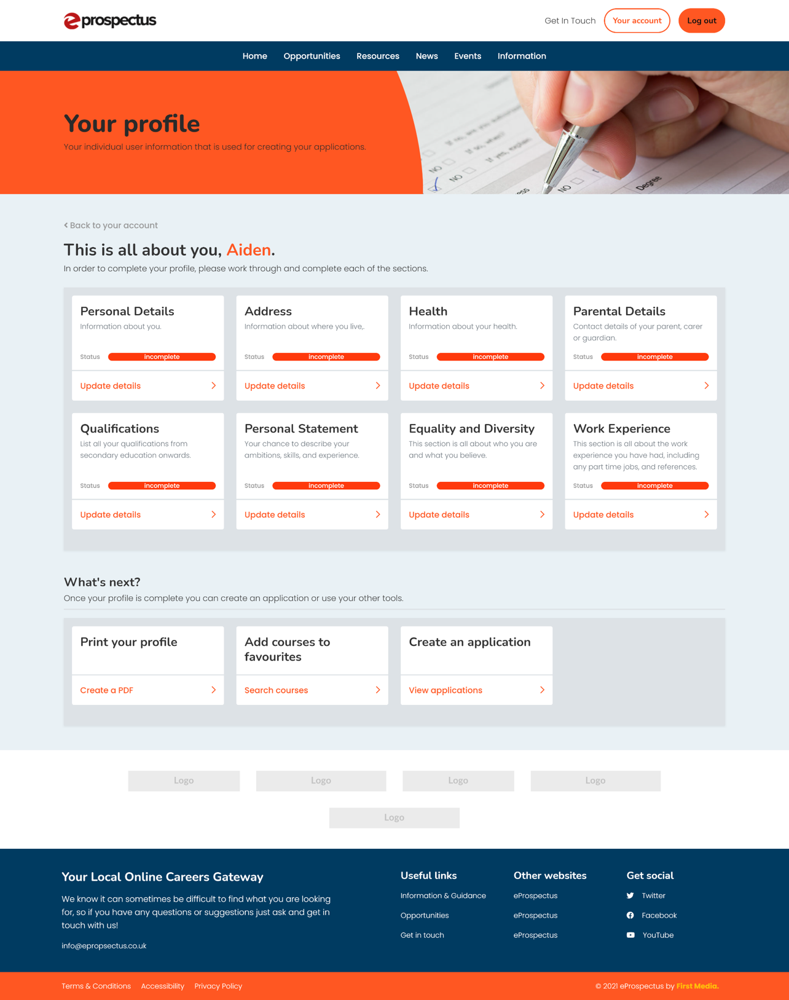 eprospectus
Get In Touch
Your account
Log out
Home Opportunities Resources News Events Information
Your profile
Your individual user information that is used for creating your applications.
NO
NO
NO
Degree
Back to your account
This is all about you, Aiden.
In order to complete your profile, please work through and complete each of the sections.
Personal Details
Information about you.
Status incomplete
Update details
Address
Information about where you live,.
Status incomplete
Update details
Health
Information about your health.
Status incomplete
Update details
Parental Details
Contact details of your parent, carer
or guardian.
Status incomplete
Update details
Qualifications
List all your qualifications from
secondary education onwards.
Status incomplete
Update details
Personal Statement
Your chance to describe your
ambitions, skills, and experience.
Status incomplete
Update details
Equality and Diversity
This section is all about who you are
and what you believe.
Status incomplete
Update details
Work Experience
This section is all about the work
experience you have had, including
any part time jobs, and references.
Status incomplete
Update details
What's next?
Once your profile is complete you can create an application or use your other tools.
Print your profile
Create a PDF
Add courses to
favourites
Search courses
Create an application
View applications
Logo
Logo
Logo
Logo
Logo
Your Local Online Careers Gateway
We know it can sometimes be difficult to find what you are looking
for, so if you have any questions or suggestions just ask and get in
touch with us!
info@epropsectus.co.uk
Useful links
Information & Guidance
Opportunities
Get in touch
Other websites
eProspectus
eProspectus
eProspectus
Get social
Twitter
Facebook
YouTube
Terms & Conditions Accessibility Privacy Policy
© 2021 eProspectus by First Media.